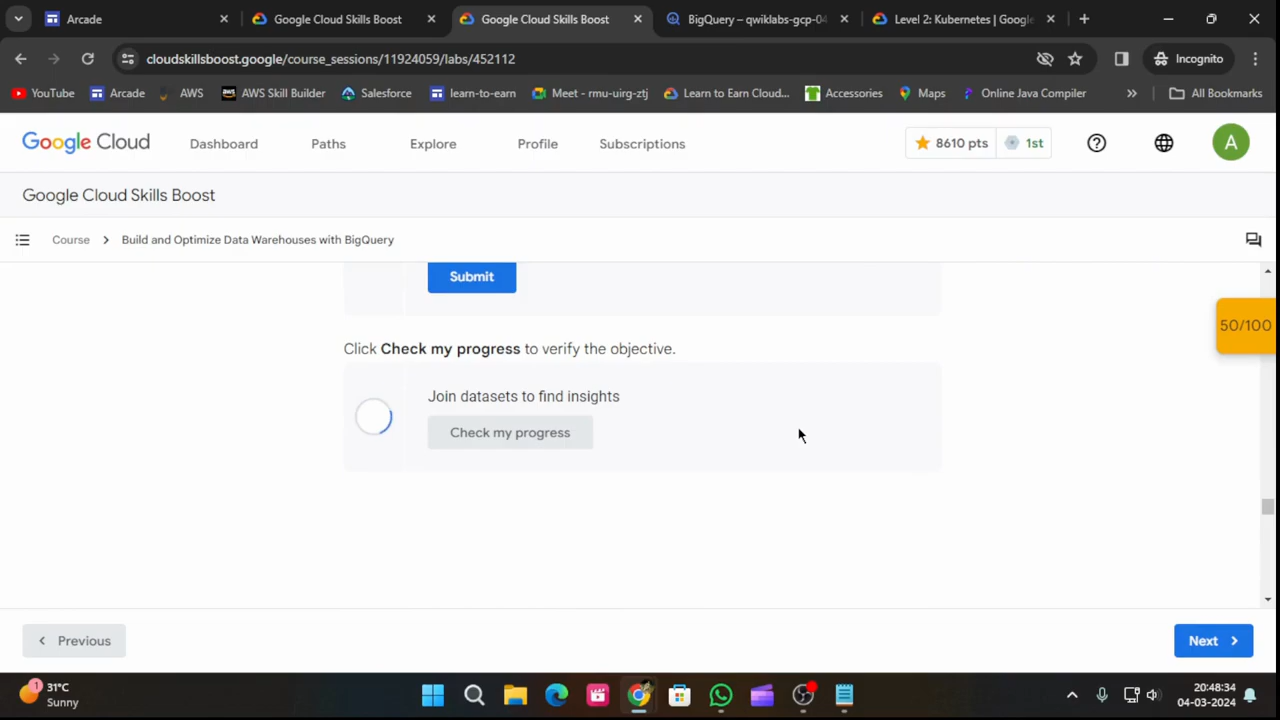 Arcade
Google Cloud Skills Boost
Google Cloud Skills Boost
BigQuery – qwiklabs-gcp-04
Level 2: Kubernetes | Google
cloudskillsboost.google/course_sessions/11924059/labs/452112
Incognito
YouTube
Arcade
AWS
AWS Skill Builder
Salesforce
learn-to-earn
Meet - rmu-uirg-ztj
Learn to Earn Cloud...
Accessories
Maps
Online Java Compiler
All Bookmarks
Google Cloud
Dashboard
Paths
Explore
Profile
Subscriptions
8610 pts
1st
A
Google Cloud Skills Boost
Course
Build and Optimize Data Warehouses with BigQuery
Submit
50/100
Click Check my progress to verify the objective.
Join datasets to find insights
Check my progress
Previous
Next
1
31°C
Sunny
20:48:34
04-03-2024